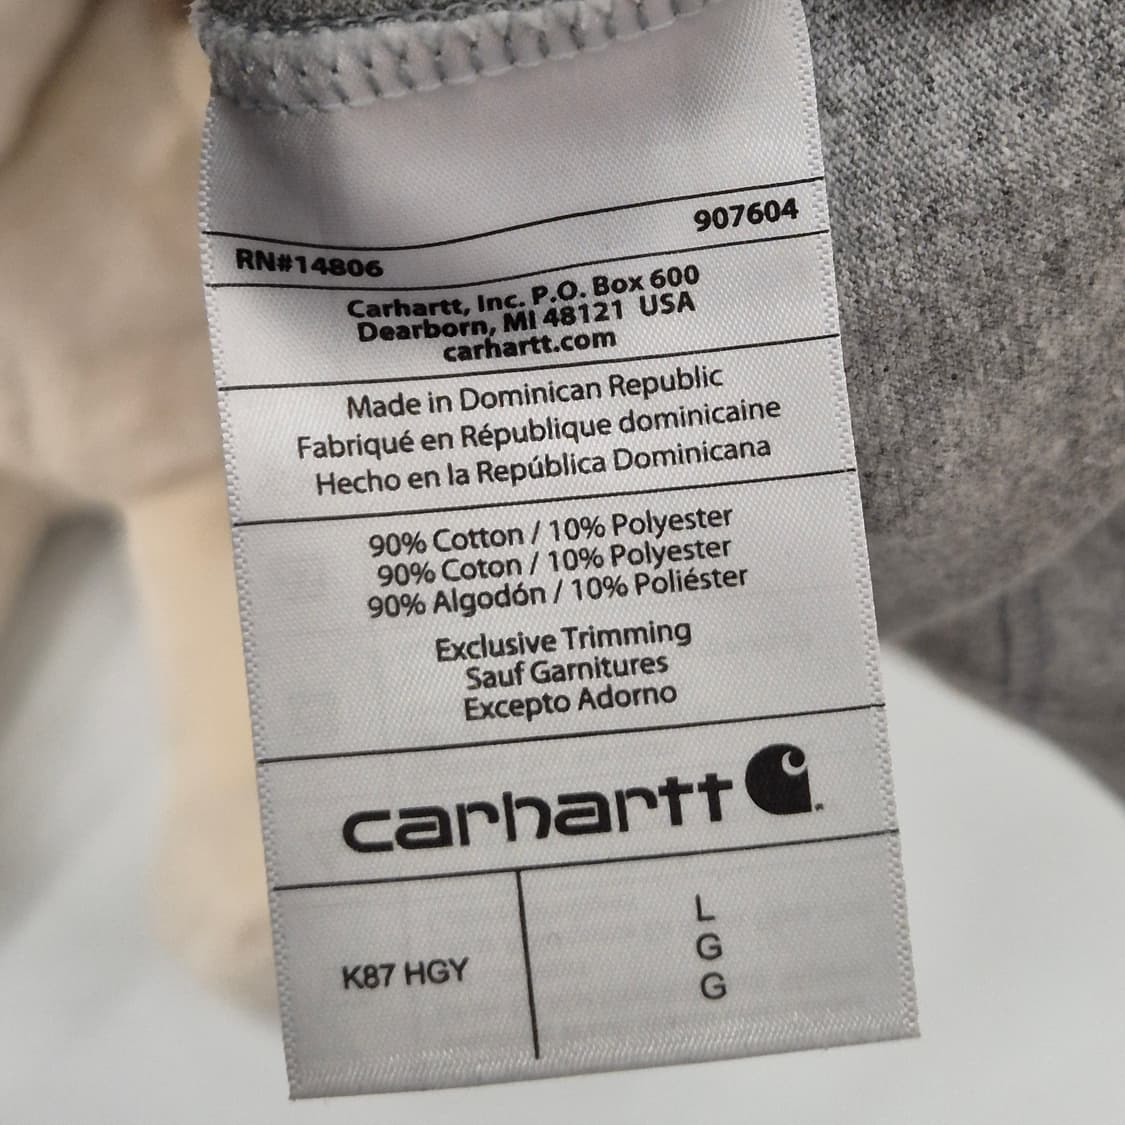 907604
RN#14806
Carhartt, Inc. P.O. Box 600
Dearborn, MI 48121 USA
carhartt.com
Made in Dominican Republic
Fabriqué en République dominicaine
Hecho en la República Dominicana
90% Cotton / 10% Polyester
90% Coton / 10% Polyester
90% Algodón / 10% Poliéster
Exclusive Trimming
Sauf Garnitures
Excepto Adorno
carhartt
K87 HGY
L
G
G